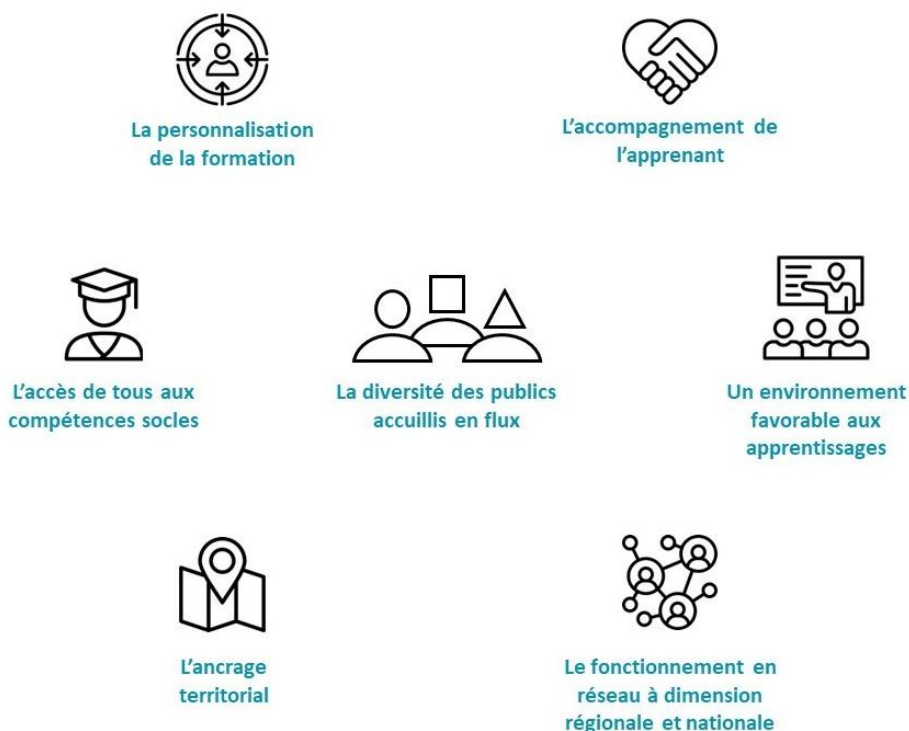 La personnalisation
de la formation
L'accompagnement de
l'apprenant
L'accès de tous aux
compétences socles
La diversité des publics
accuillis en flux
Un environnement
favorable aux
apprentissages
L'ancrage
territorial
Le fonctionnement en
réseau à dimension
régionale et nationale